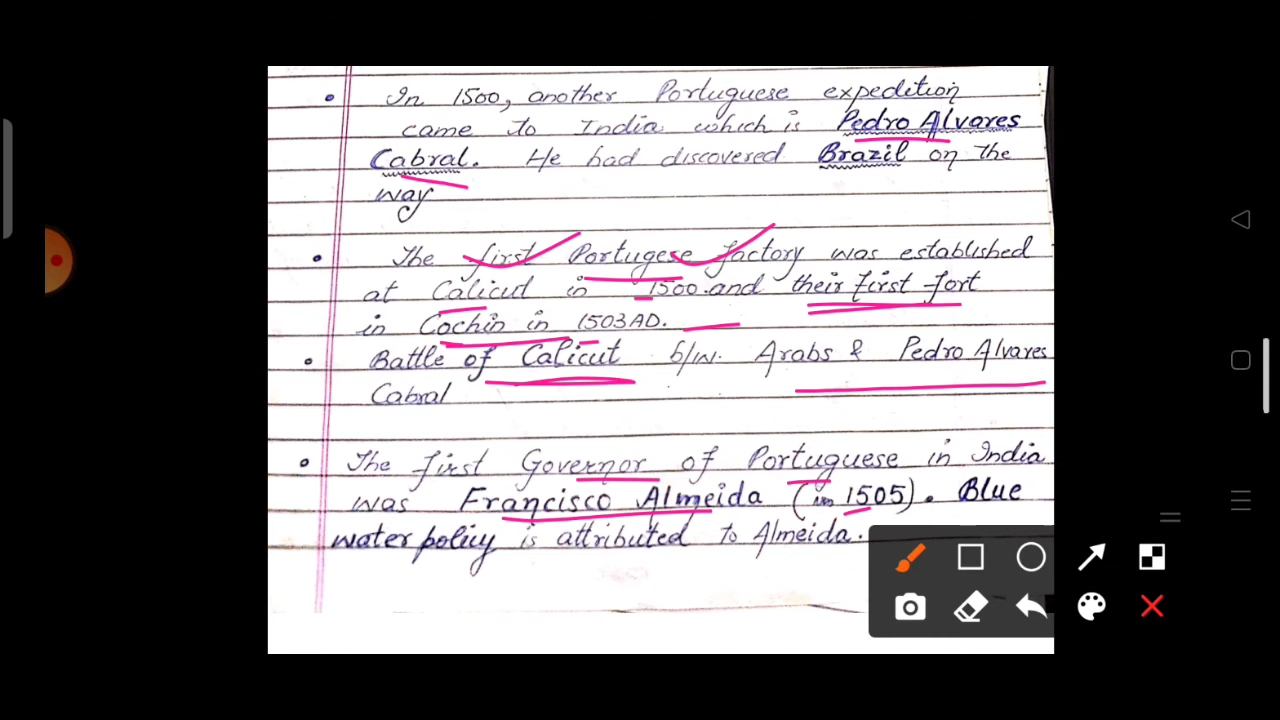 In 1500, another Portuguese expedition
came to India which is Pedro Alvares
Cabral. He had discovered Brazil on the
way
The first Portugese factory was established
at Calicut in 1500 and their first fort
in Cochin in 1503 AD.
Battle of Calicut b/w. Arabs & Pedro Alvares
Cabral
The first Governor of Portuguese in India
was Francisco Almeida (in 1505). Blue
water policy is attributed to Almeida.